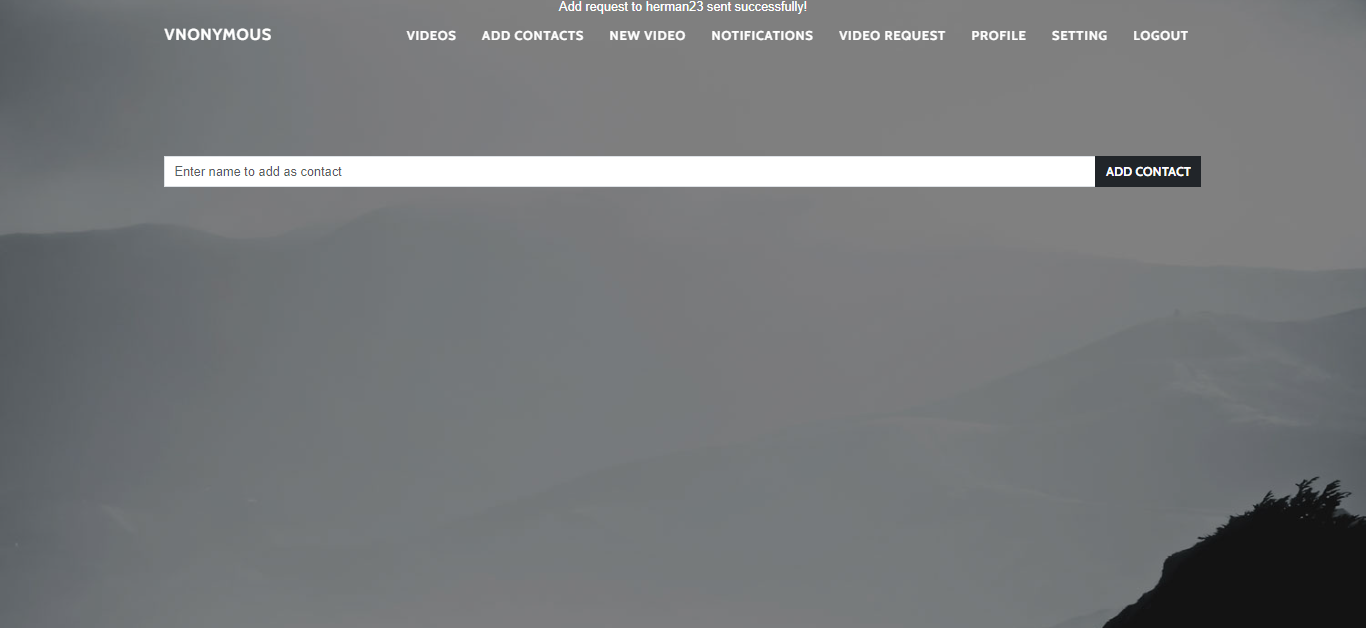 Add request to herman23 sent successfully!
VNONYMOUS VIDEOS ADD CONTACTS NEW VIDEO NOTIFICATIONS VIDEO REQUEST PROFILE SETTING LOGOUT
Enter name to add as contact ADD CONTACT